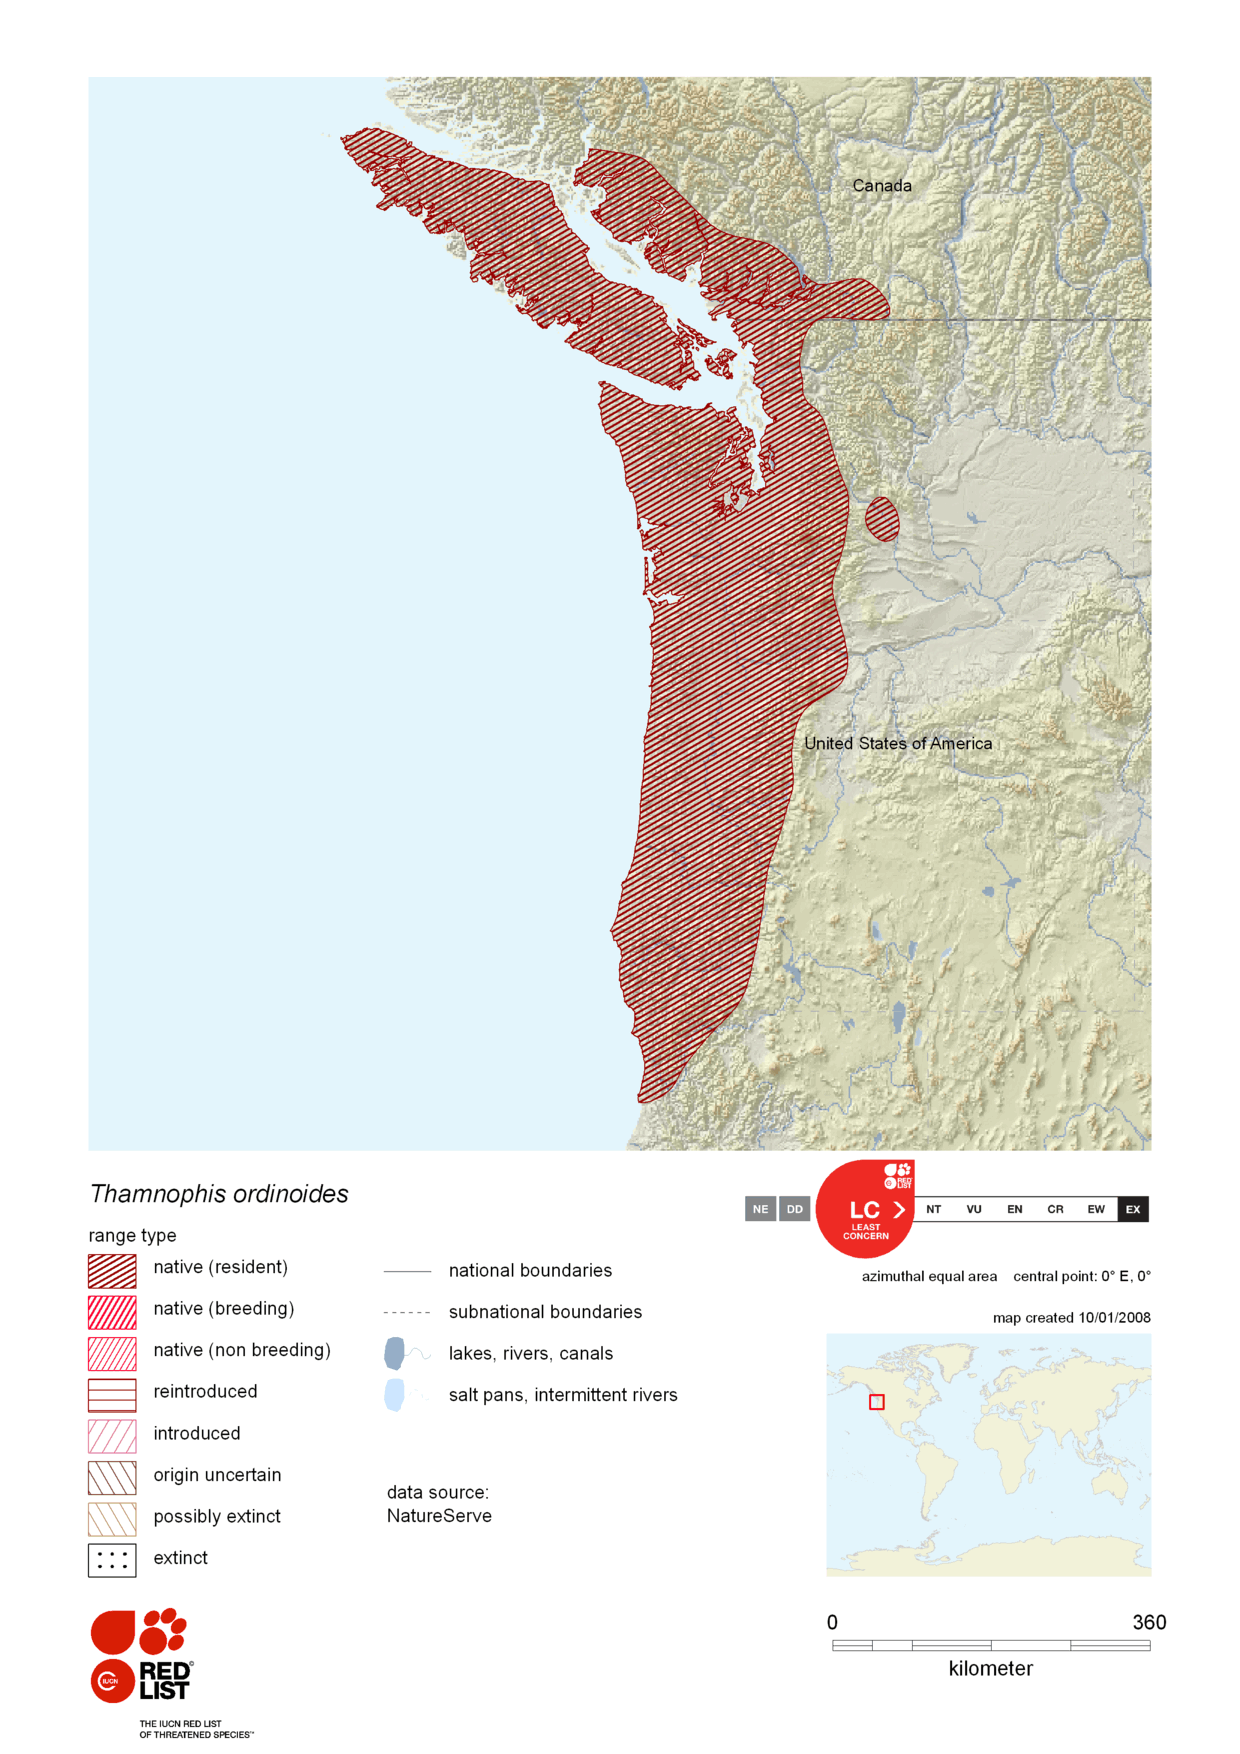 Canada
United States of America
Thamnophis ordinoides
range type
native (resident)
native (breeding)
native (non breeding)
reintroduced
introduced
origin uncertain
possibly extinct
extinct
national boundaries
subnational boundaries
lakes, rivers, canals
salt pans, intermittent rivers
data source:
NatureServe
NE DD LC NT VU EN CR EW EX
LEAST
CONCERN
RED
LIST
azimuthal equal area central point: 0° E, 0°
map created 10/01/2008
0 360
kilometer
IUCN
RED©
LIST
THE IUCN RED LIST
OF THREATENED SPECIES™